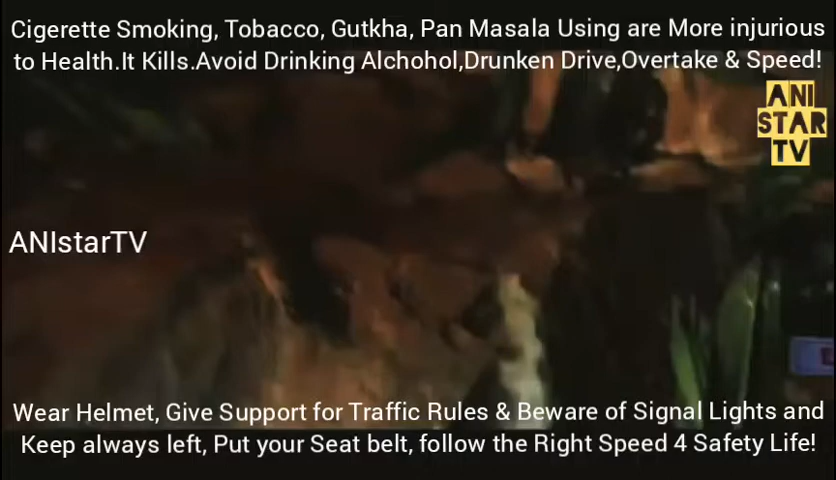 Cigerette Smoking, Tobacco, Gutkha, Pan Masala Using are More injurious
to Health.It Kills.Avoid Drinking Alchohol,Drunken Drive,Overtake & Speed!
ANI
STAR
TV
ANIstarTV
Wear Helmet, Give Support for Traffic Rules & Beware of Signal Lights and
Keep always left, Put your Seat belt, follow the Right Speed 4 Safety Life!